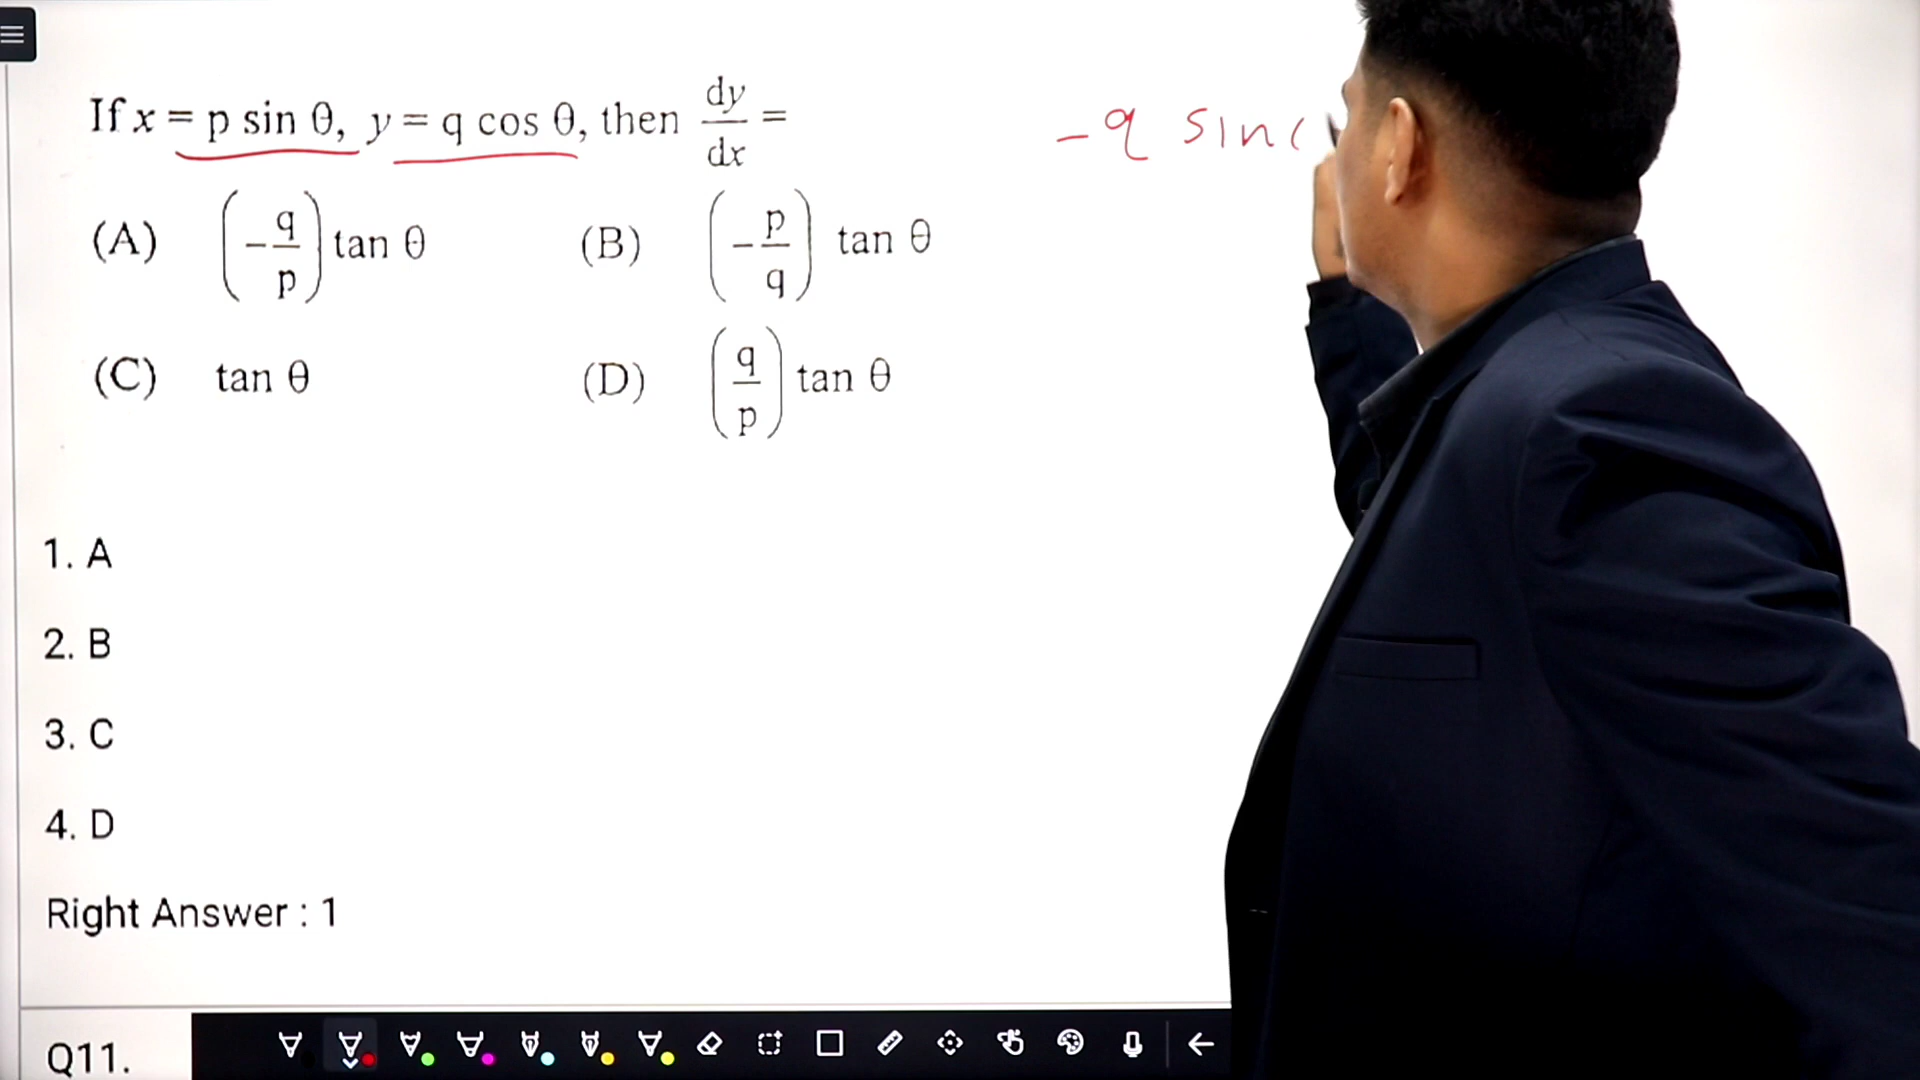 If x = p sin θ, y = q cos θ, then dy/dx =
-q sin
(A) (-q/p) tan θ (B) (-p/q) tan θ
(C) tan θ (D) (q/p) tan θ
1. A
2. B
3. C
4. D
Right Answer : 1
Q11.